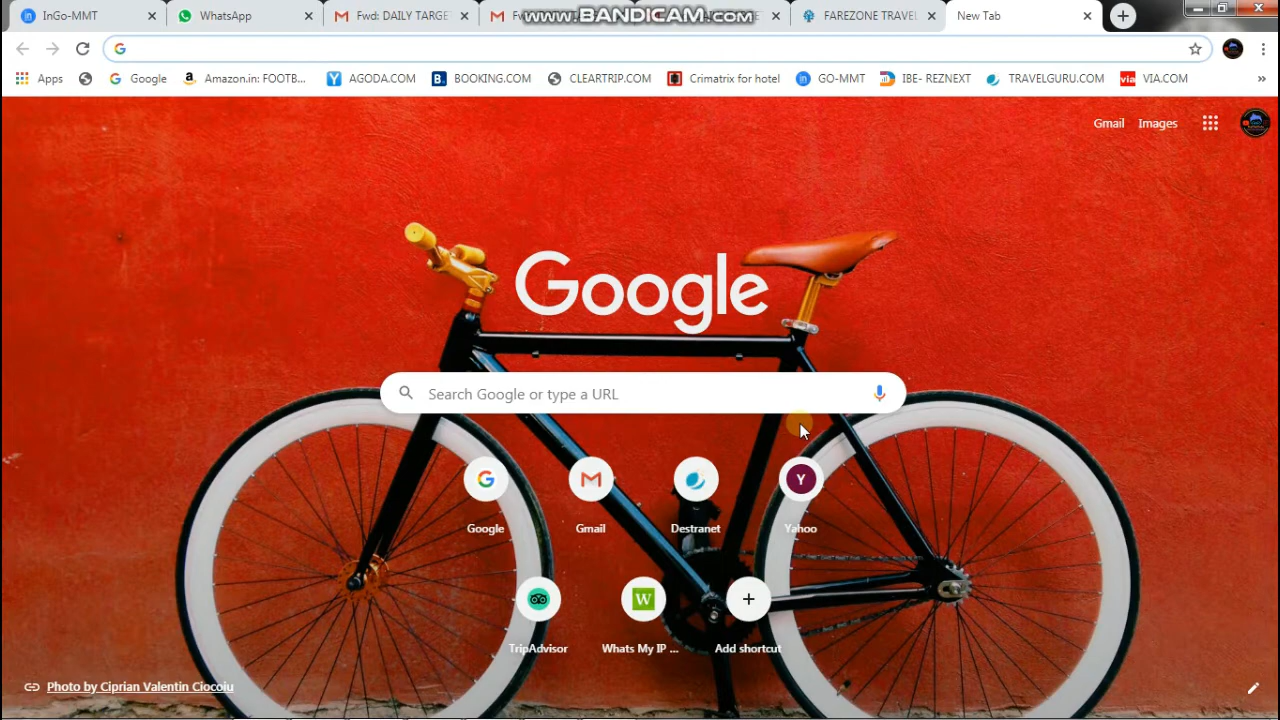 InGo-MMT
WhatsApp
Fwd: DAILY TARGE
www.BANDICAM.com
FAREZONE TRAVEL
New Tab
Apps
Google
Amazon.in: FOOTB...
AGODA.COM
BOOKING.COM
CLEARTRIP.COM
Crimatrix for hotel
GO-MMT
IBE- REZNEXT
TRAVELGURU.COM
VIA.COM
Gmail
Images
Google
Search Google or type a URL
Google
Gmail
Destranet
Yahoo
TripAdvisor
Whats My IP ...
Add shortcut
Photo by Ciprian Valentin Ciocoiu